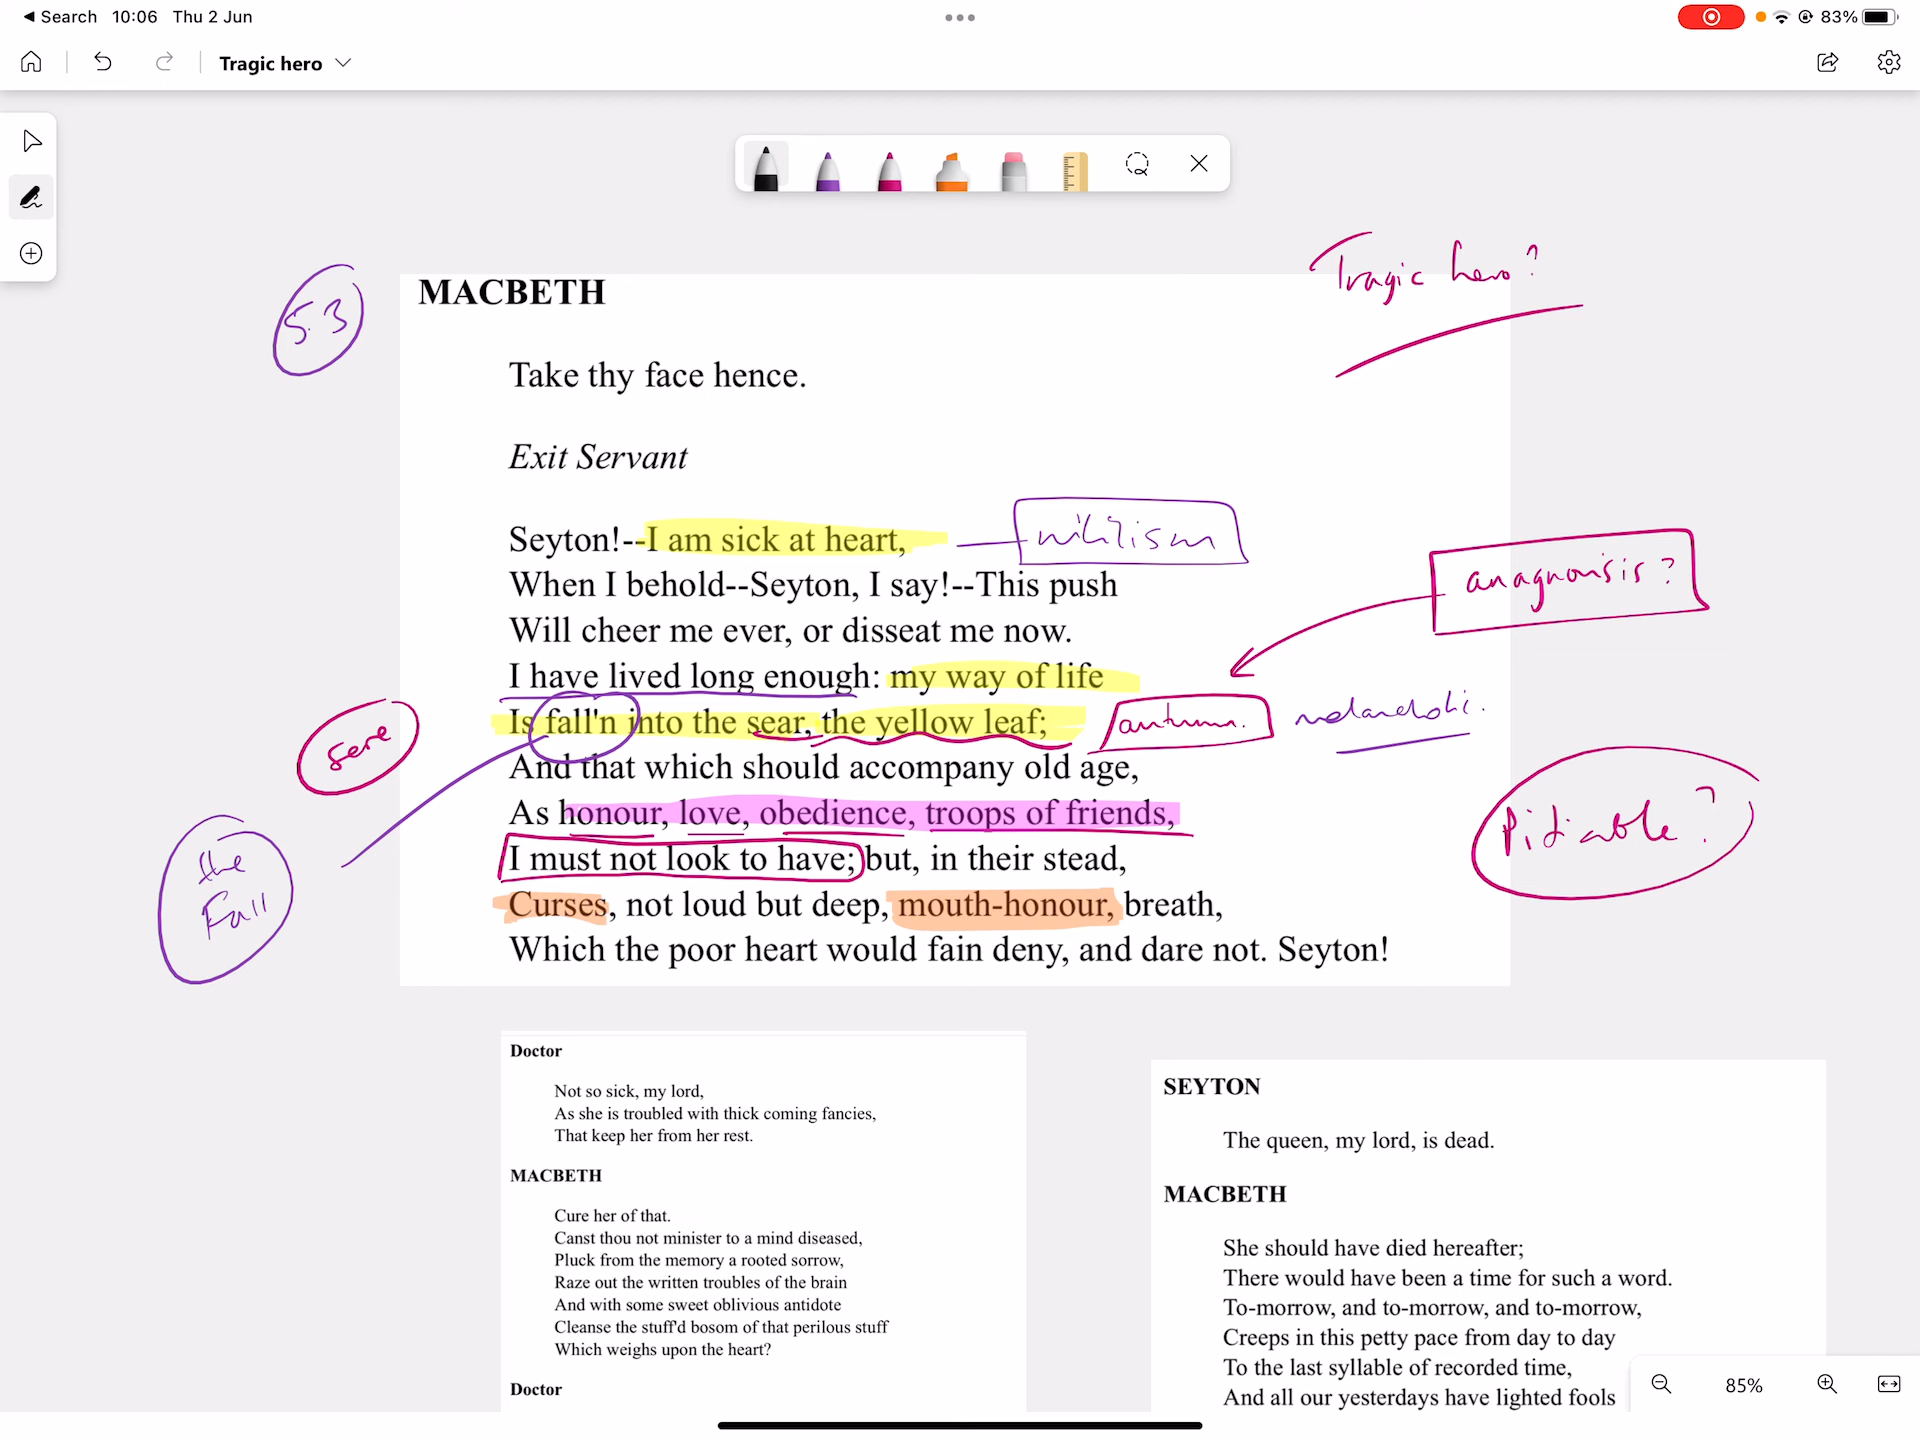 Search 10:06 Thu 2 Jun
83%
Tragic hero
Tragic hero?
5.3
MACBETH
Take thy face hence.
Exit Servant
Seyton!--I am sick at heart,
nihilism
When I behold--Seyton, I say!--This push
anagnorisis?
Will cheer me ever, or disseat me now.
I have lived long enough: my way of life
Is fall'n into the sear, the yellow leaf;
autumn.
melancholic.
sere
And that which should accompany old age,
As honour, love, obedience, troops of friends,
Pitiable?
I must not look to have; but, in their stead,
the
Fall
Curses, not loud but deep, mouth-honour, breath,
Which the poor heart would fain deny, and dare not. Seyton!
Doctor
Not so sick, my lord,
As she is troubled with thick coming fancies,
That keep her from her rest.
MACBETH
Cure her of that.
Canst thou not minister to a mind diseased,
Pluck from the memory a rooted sorrow,
Raze out the written troubles of the brain
And with some sweet oblivious antidote
Cleanse the stuff'd bosom of that perilous stuff
Which weighs upon the heart?
Doctor
SEYTON
The queen, my lord, is dead.
MACBETH
She should have died hereafter;
There would have been a time for such a word.
To-morrow, and to-morrow, and to-morrow,
Creeps in this petty pace from day to day
To the last syllable of recorded time,
And all our yesterdays have lighted fools
85%